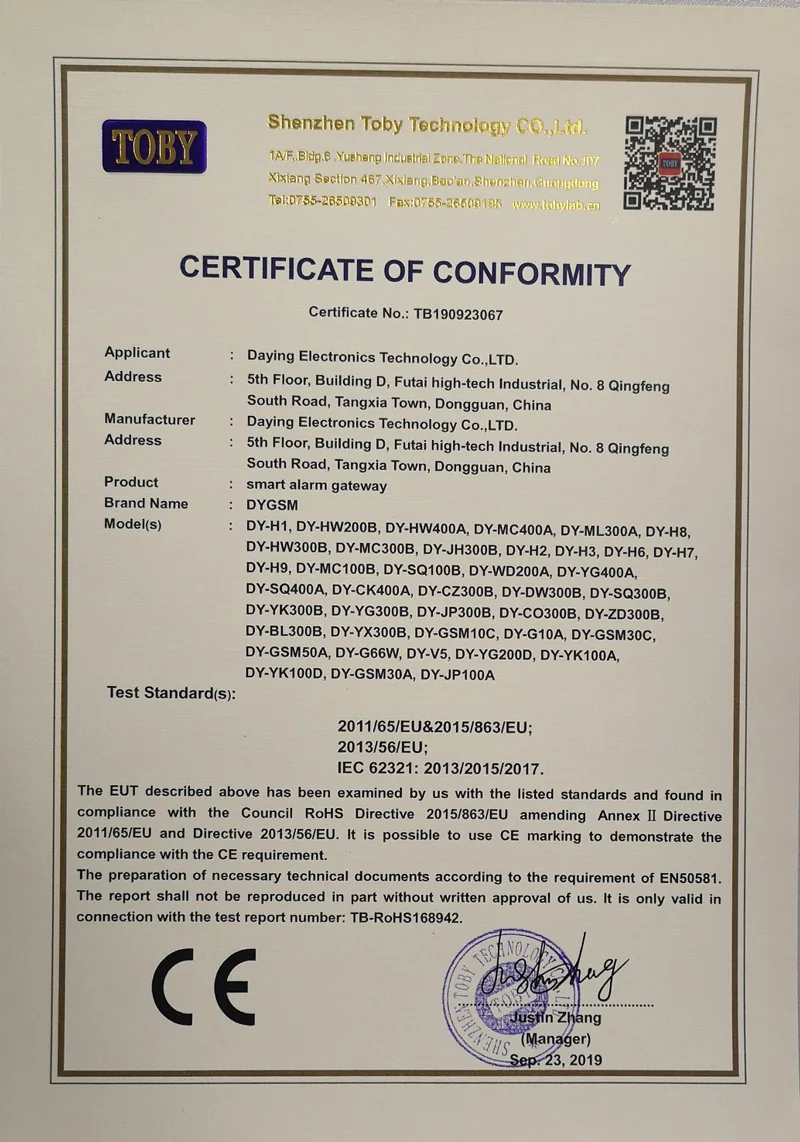 TOBY
Shenzhen Toby Technology CO.,Ltd.
1A/F.,Bldg.6 ,Yusheng Industrial Zone,The National Road No.107
Xixiang Section 467,Xixiang,Bao'an,Shenzhen,Guangdong
Tel:0755-26509301 Fax:0755-26509195 www.tobylab.cn
TOBY
CERTIFICATE OF CONFORMITY
Certificate No.: TB190923067
Applicant : Daying Electronics Technology Co.,LTD.
Address : 5th Floor, Building D, Futai high-tech Industrial, No. 8 Qingfeng
South Road, Tangxia Town, Dongguan, China
Manufacturer : Daying Electronics Technology Co.,LTD.
Address : 5th Floor, Building D, Futai high-tech Industrial, No. 8 Qingfeng
South Road, Tangxia Town, Dongguan, China
Product : smart alarm gateway
Brand Name : DYGSM
Model(s) : DY-H1, DY-HW200B, DY-HW400A, DY-MC400A, DY-ML300A, DY-H8,
DY-HW300B, DY-MC300B, DY-JH300B, DY-H2, DY-H3, DY-H6, DY-H7,
DY-H9, DY-MC100B, DY-SQ100B, DY-WD200A, DY-YG400A,
DY-SQ400A, DY-CK400A, DY-CZ300B, DY-DW300B, DY-SQ300B,
DY-YK300B, DY-YG300B, DY-JP300B, DY-CO300B, DY-ZD300B,
DY-BL300B, DY-YX300B, DY-GSM10C, DY-G10A, DY-GSM30C,
DY-GSM50A, DY-G66W, DY-V5, DY-YG200D, DY-YK100A,
DY-YK100D, DY-GSM30A, DY-JP100A
Test Standard(s):
2011/65/EU&2015/863/EU;
2013/56/EU;
IEC 62321: 2013/2015/2017.
The EUT described above has been examined by us with the listed standards and found in
compliance with the Council RoHS Directive 2015/863/EU amending Annex Ⅱ Directive
2011/65/EU and Directive 2013/56/EU. It is possible to use CE marking to demonstrate the
compliance with the CE requirement.
The preparation of necessary technical documents according to the requirement of EN50581.
The report shall not be reproduced in part without written approval of us. It is only valid in
connection with the test report number: TB-RoHS168942.
CE
SHENZHEN TOBY TECHNOLOGY CO., LTD
TOBY
Justin Zhang
(Manager)
Sep. 23, 2019